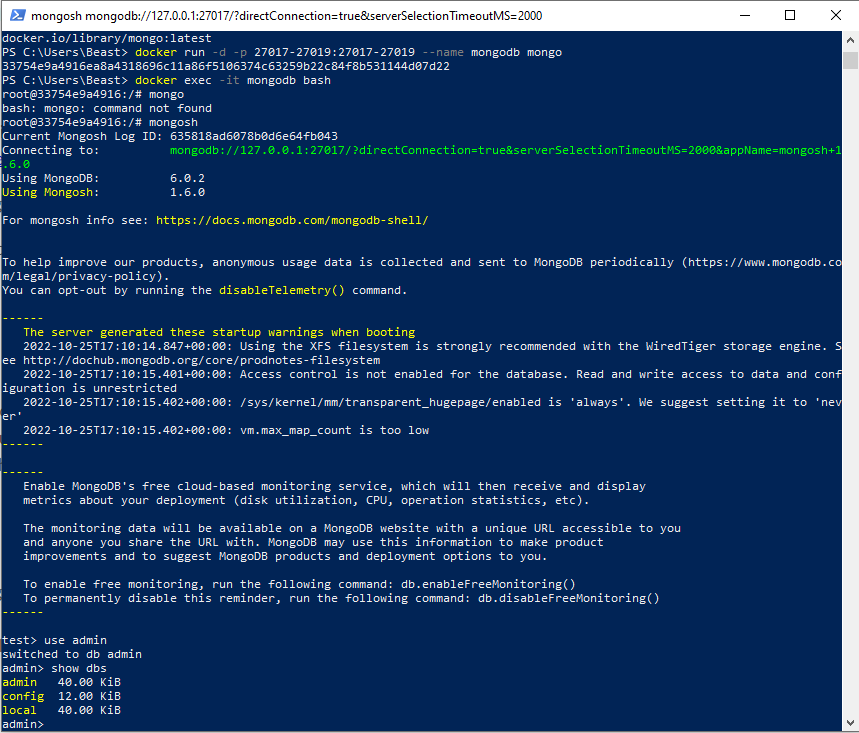 mongosh mongodb://127.0.0.1:27017/?directConnection=true&serverSelectionTimeoutMS=2000
docker.io/library/mongo:latest
PS C:\Users\Beast> docker run -d -p 27017-27019:27017-27019 --name mongodb mongo
33754e9a4916ea8a4318696c11a86f5106374c63259b22c84f8b531144d07d22
PS C:\Users\Beast> docker exec -it mongodb bash
root@33754e9a4916:/# mongo
bash: mongo: command not found
root@33754e9a4916:/# mongosh
Current Mongosh Log ID: 635818ad6078b0d6e64fb043
Connecting to:          mongodb://127.0.0.1:27017/?directConnection=true&serverSelectionTimeoutMS=2000&appName=mongosh+1
.6.0
Using MongoDB:          6.0.2
Using Mongosh:          1.6.0
For mongosh info see: https://docs.mongodb.com/mongodb-shell/
To help improve our products, anonymous usage data is collected and sent to MongoDB periodically (https://www.mongodb.co
m/legal/privacy-policy).
You can opt-out by running the disableTelemetry() command.
------
   The server generated these startup warnings when booting
   2022-10-25T17:10:14.847+00:00: Using the XFS filesystem is strongly recommended with the WiredTiger storage engine. S
ee http://dochub.mongodb.org/core/prodnotes-filesystem
   2022-10-25T17:10:15.401+00:00: Access control is not enabled for the database. Read and write access to data and conf
iguration is unrestricted
   2022-10-25T17:10:15.402+00:00: /sys/kernel/mm/transparent_hugepage/enabled is 'always'. We suggest setting it to 'nev
er'
   2022-10-25T17:10:15.402+00:00: vm.max_map_count is too low
------
------
   Enable MongoDB's free cloud-based monitoring service, which will then receive and display
   metrics about your deployment (disk utilization, CPU, operation statistics, etc).
   The monitoring data will be available on a MongoDB website with a unique URL accessible to you
   and anyone you share the URL with. MongoDB may use this information to make product
   improvements and to suggest MongoDB products and deployment options to you.
   To enable free monitoring, run the following command: db.enableFreeMonitoring()
   To permanently disable this reminder, run the following command: db.disableFreeMonitoring()
------
test> use admin
switched to db admin
admin> show dbs
admin   40.00 KiB
config  12.00 KiB
local   40.00 KiB
admin>